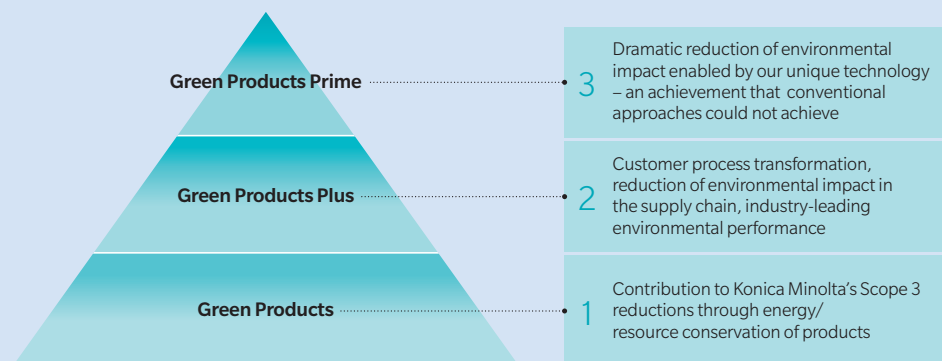 Green Products Prime
3
Dramatic reduction of environmental
impact enabled by our unique technology
– an achievement that conventional
approaches could not achieve
Green Products Plus
2
Customer process transformation,
reduction of environmental impact in
the supply chain, industry-leading
environmental performance
Green Products
1
Contribution to Konica Minolta's Scope 3
reductions through energy/
resource conservation of products